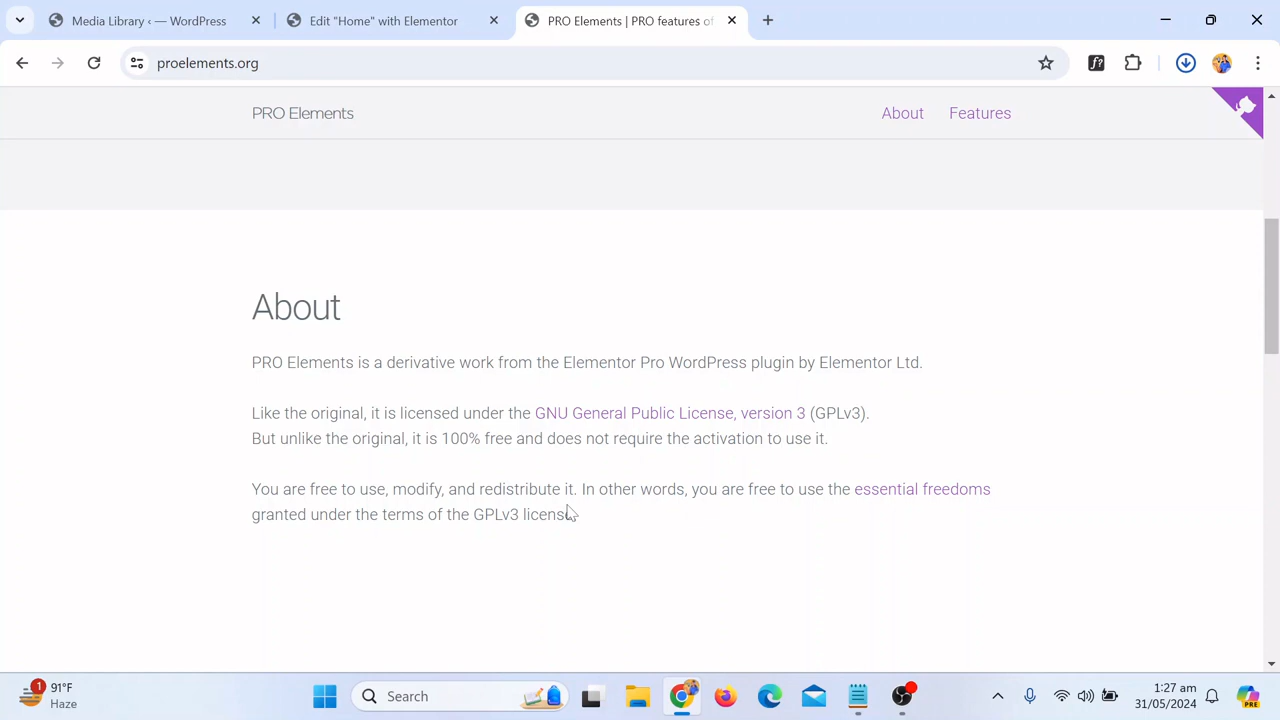 Media Library ‹ — WordPress
Edit "Home" with Elementor
PRO Elements | PRO features of
proelements.org
PRO Elements
About
Features
About
PRO Elements is a derivative work from the Elementor Pro WordPress plugin by Elementor Ltd.
Like the original, it is licensed under the GNU General Public License, version 3 (GPLv3).
But unlike the original, it is 100% free and does not require the activation to use it.
You are free to use, modify, and redistribute it. In other words, you are free to use the essential freedoms
granted under the terms of the GPLv3 license.
1
91°F
Haze
Search
1:27 am
31/05/2024
PRE